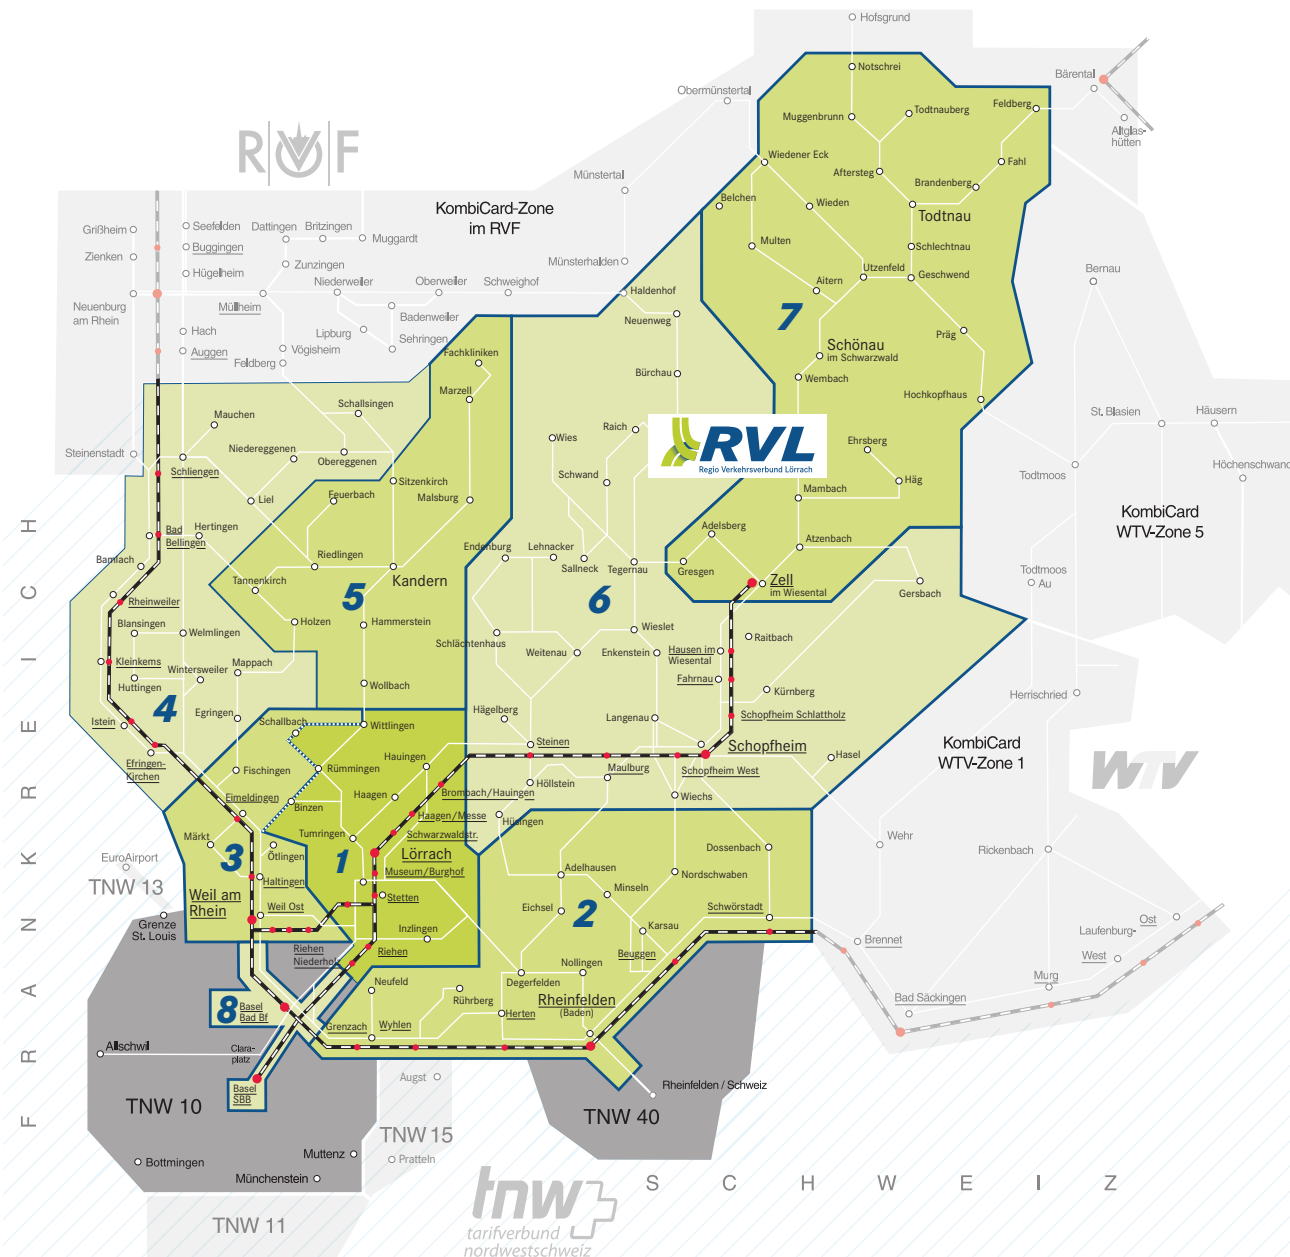 Hofsgrund
Notschrei
Bärental
Obermünstertal
Feldberg
Todtnauberg
Muggenbrunn
Altglas-
hütten
RVF
Wiedener Eck
Fahl
Münstertal
Aftersteg
Brandenberg
Belchen
KombiCard-Zone
im RVF
Wieden
Todtnau
Grißheim
Seefelden
Dattingen
Britzingen
Muggardt
Buggingen
Multen
Schlechtnau
Zienken
Zunzingen
Münsterhalden
Hügelheim
Niederweiler
Oberweiler
Schweighof
Utzenfeld
Geschwend
Bernau
Aitern
Haldenhof
Neuenburg
am Rhein
Müllheim
Badenweiler
Neuenweg
7
Hach
Lipburg
Präg
Auggen
Vögisheim
Sehringen
Schönau
im Schwarzwald
Feldberg
Fachkliniken
Bürchau
Wembach
Marzell
Hochkopfhaus
Mauchen
Schallsingen
St. Blasien
Häusern
Raich
RVL
Regio Verkehrsverbund Lörrach
Wies
Ehrsberg
Steinenstadt
Niedereggenen
Obereggenen
Höchenschwand
Schliengen
Schwand
Todtmoos
Sitzenkirch
Häg
Feuerbach
Malsburg
Mambach
Liel
KombiCard
WTV-Zone 5
Bad
Bellingen
Hertingen
Adelsberg
Endenburg
Lehnacker
Atzenbach
Bamlach
Riedlingen
Sallneck
Tegernau
Gresgen
Kandern
Todtmoos
Au
Tannenkirch
Zell
im Wiesental
Gersbach
Rheinweiler
5
6
Blansingen
Welmlingen
Holzen
Hammerstein
Wieslet
Raitbach
Schlächtenhaus
Weitenau
Enkenstein
Hausen im
Wiesental
Kleinkems
Wintersweiler
Mappach
Huttingen
Fahrnau
Wollbach
Kürnberg
Herrischried
4
Istein
Egringen
Schallbach
Wittlingen
Hägelberg
Langenau
Schopfheim Schlattholz
Steinen
Schopfheim
KombiCard
WTV-Zone 1
WTV
Efringen-
Kirchen
Fischingen
Rümmingen
Hauingen
Hasel
Maulburg
Schopfheim West
Höllstein
Haagen
Brombach/Hauingen
Wiechs
Eimeldingen
Binzen
Haagen/Messe
Hüsingen
Märkt
Tumringen
Schwarzwaldstr.
Wehr
Ötlingen
3
1
Lörrach
Dossenbach
Rickenbach
EuroAirport
Museum/Burghof
Adelhausen
Nordschwaben
TNW 13
Haltingen
Minseln
Weil am
Rhein
Stetten
2
Weil Ost
Eichsel
Schwörstadt
Grenze
St. Louis
Karsau
Ost
Laufenburg-
Inzlingen
Brennet
Riehen
Niederholz
Riehen
Beuggen
West
Nollingen
Degerfelden
Murg
Neufeld
Rührberg
Rheinfelden
(Baden)
Bad Säckingen
8
Basel
Bad Bf
Herten
Grenzach
Wyhlen
Allschwil
Clara-
platz
Augst
Rheinfelden / Schweiz
Basel
SBB
TNW 10
TNW 40
TNW 15
Muttenz
Bottmingen
Pratteln
Münchenstein
tnw
tarifverbund
nordwestschweiz
TNW 11
FRANKREICH
SCHWEIZ